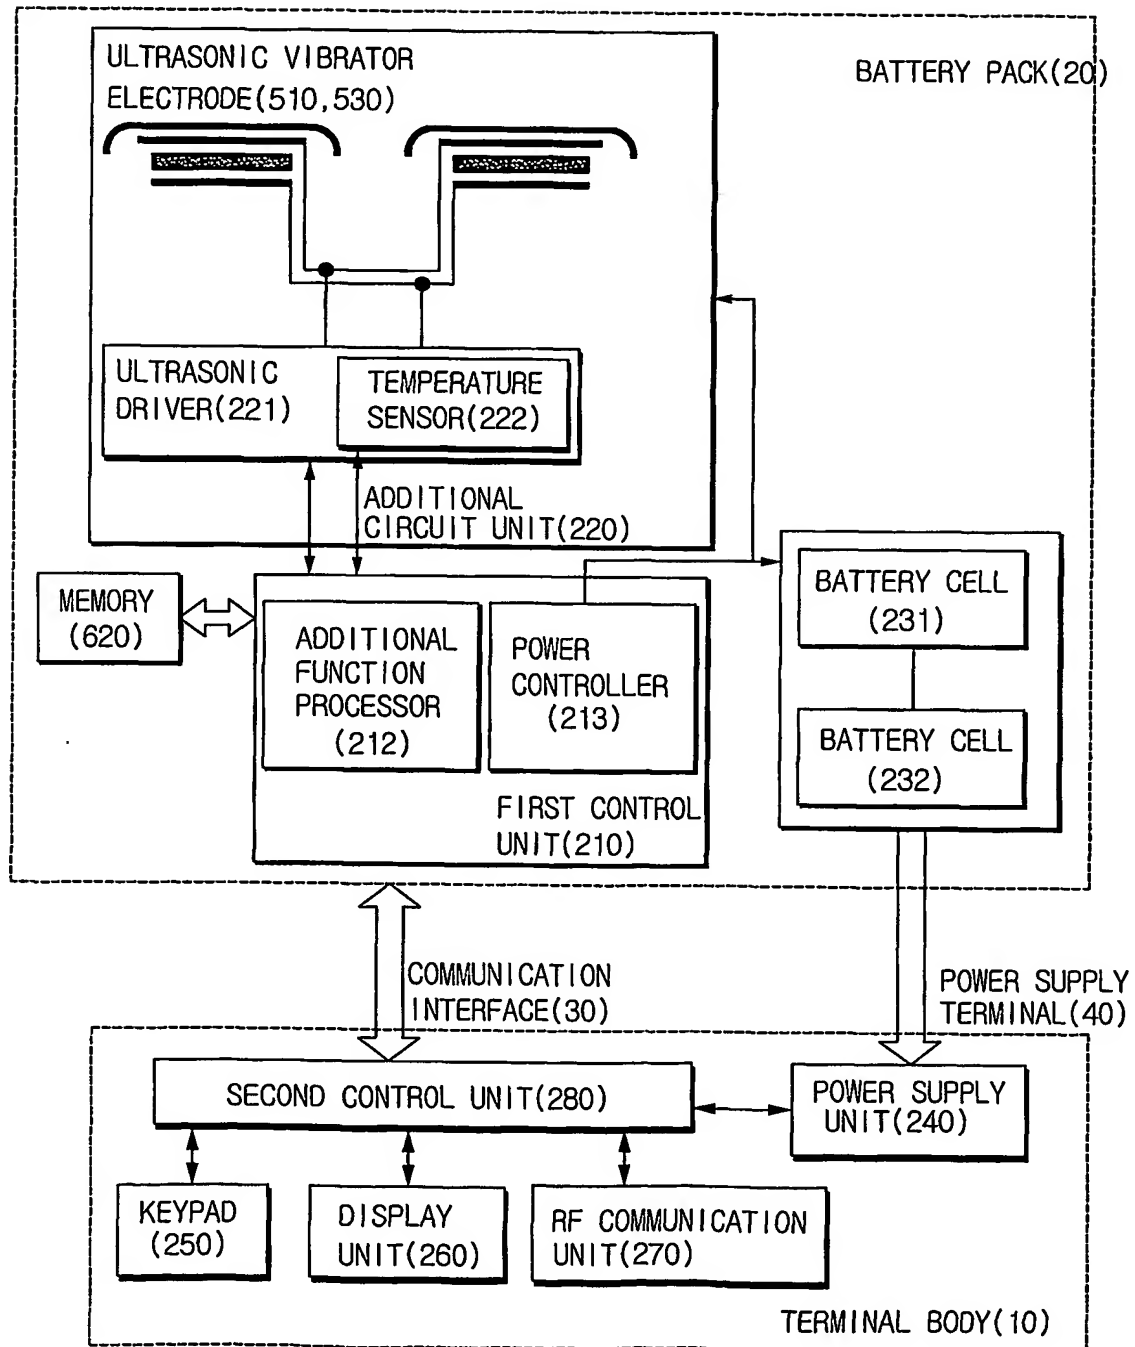 ULTRASONIC VIBRATOR
ELECTRODE(510,530)
BATTERY PACK(20)
ULTRASONIC
DRIVER(221)
TEMPERATURE
SENSOR(222)
ADDITIONAL
CIRCUIT UNIT(220)
MEMORY
(620)
ADDITIONAL
FUNCTION
PROCESSOR
(212)
POWER
CONTROLLER
(213)
FIRST CONTROL
UNIT(210)
BATTERY CELL
(231)
BATTERY CELL
(232)
COMMUNICATION
INTERFACE(30)
POWER SUPPLY
TERMINAL(40)
SECOND CONTROL UNIT(280)
POWER SUPPLY
UNIT(240)
KEYPAD
(250)
DISPLAY
UNIT(260)
RF COMMUNICATION
UNIT(270)
TERMINAL BODY(10)